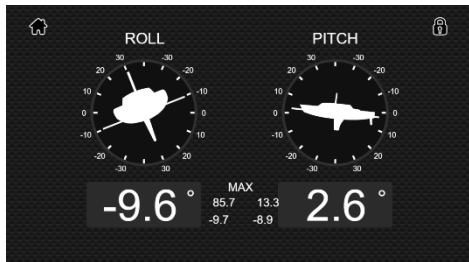 ROLL PITCH
30 -30 30 -30
20 -20 20 -20
10 -10 10 -10
0 0 0 0
-10 10 -10 10
-20 20 -20 20
-30 30 -30 30
MAX
-9.6° 85.7 13.3 2.6°
-9.7 -8.9